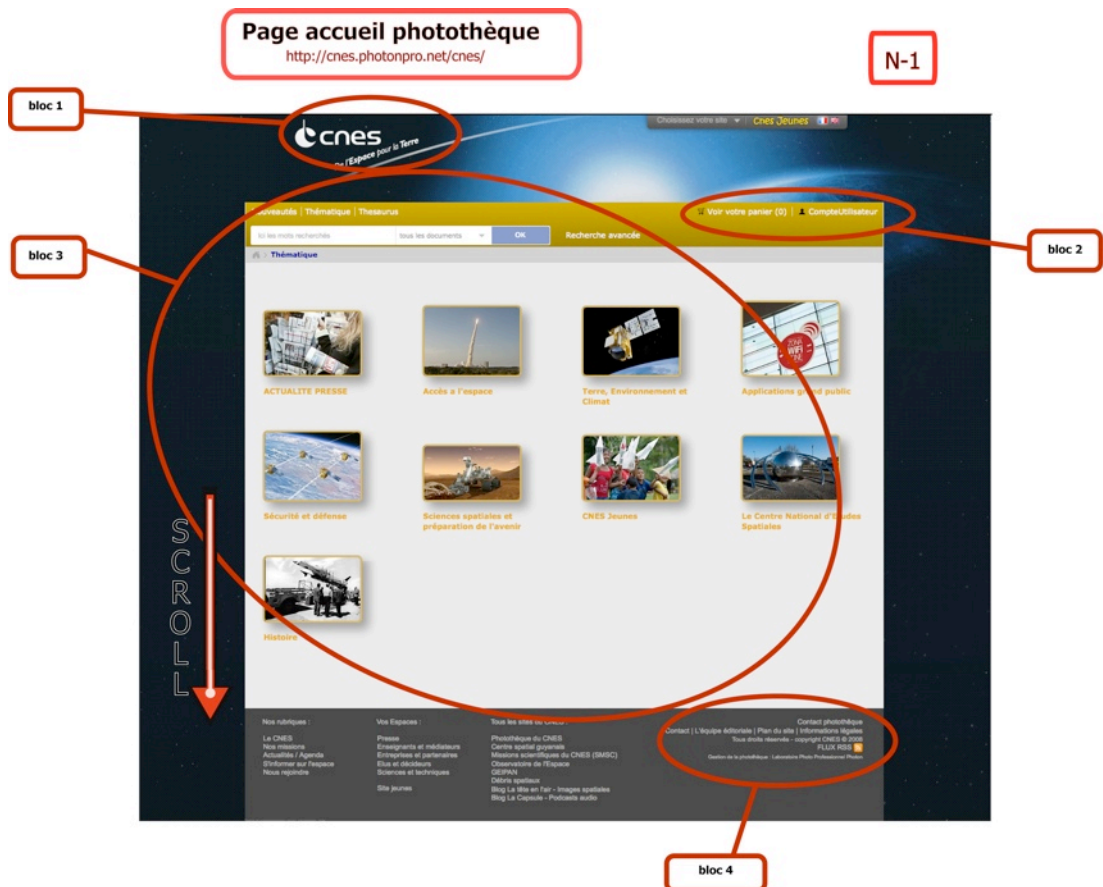 Page accueil photothèque
http://cnes.photonpro.net/cnes/
N-1
bloc 1
cnes
De l'Espace pour la Terre
Choisissez votre site
Cnes Jeunes
Nouveautés | Thématique | Thesaurus
Voir votre panier (0) | CompteUtilisateur
Ici les mots recherchés
tous les documents
OK
Recherche avancée
bloc 2
bloc 3
/ Thématique
ZONA
WiFi
ACTUALITE PRESSE
Accès a l'espace
Terre, Environnement et
Climat
Applications grand public
Sécurité et défense
Sciences spatiales et
préparation de l'avenir
CNES Jeunes
Le Centre National d'Etudes
Spatiales
Histoire
SCROLL
Nos rubriques :
Le CNES
Nos missions
Actualités / Agenda
S'informer sur l'espace
Nous rejoindre
Vos Espaces :
Presse
Enseignants et médiateurs
Entreprises et partenaires
Elus et décideurs
Sciences et techniques
Site jeunes
Tous les sites du CNES :
Photothèque du CNES
Centre spatial guyanais
Missions scientifiques du CNES (SMSC)
Observatoire de l'Espace
GEIPAN
Débris spatiaux
Blog La tête en l'air - Images spatiales
Blog La Capsule - Podcasts audio
Contact photothèque
Contact | L'équipe éditoriale | Plan du site | Informations légales
Tous droits réservés - copyright CNES © 2008
FLUX RSS
Gestion de la photothèque : Laboratoire Photo Professionnel Photon
bloc 4